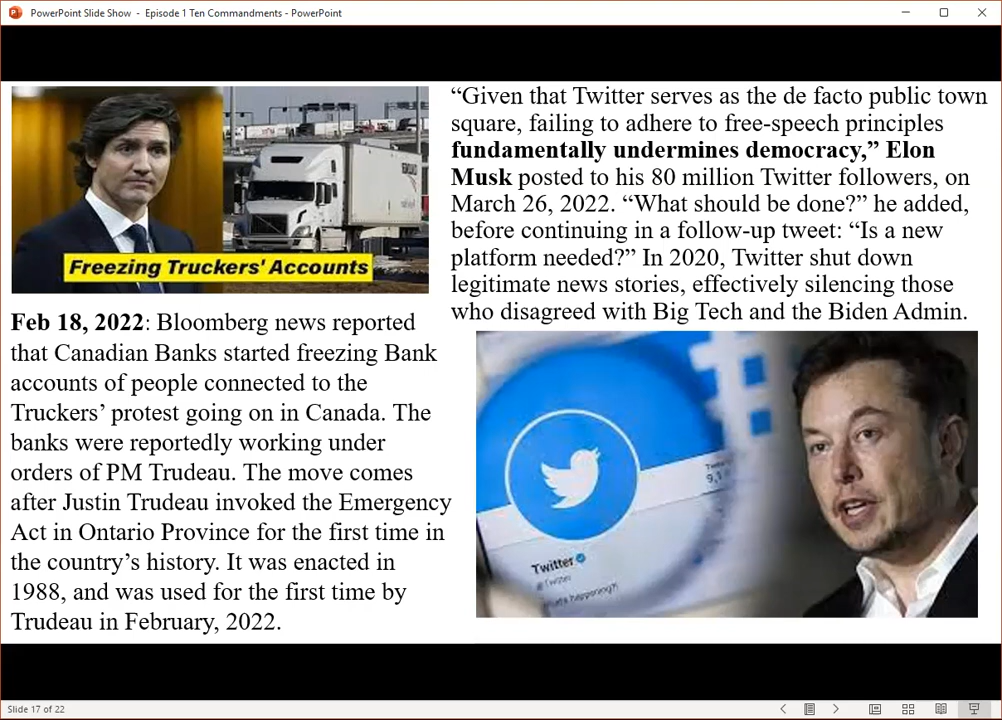 PowerPoint Slide Show - Episode 1 Ten Commandments - PowerPoint
Freezing Truckers' Accounts
Feb 18, 2022: Bloomberg news reported
that Canadian Banks started freezing Bank
accounts of people connected to the
Truckers’ protest going on in Canada. The
banks were reportedly working under
orders of PM Trudeau. The move comes
after Justin Trudeau invoked the Emergency
Act in Ontario Province for the first time in
the country’s history. It was enacted in
1988, and was used for the first time by
Trudeau in February, 2022.
“Given that Twitter serves as the de facto public town
square, failing to adhere to free-speech principles
fundamentally undermines democracy,” Elon
Musk posted to his 80 million Twitter followers, on
March 26, 2022. “What should be done?” he added,
before continuing in a follow-up tweet: “Is a new
platform needed?” In 2020, Twitter shut down
legitimate news stories, effectively silencing those
who disagreed with Big Tech and the Biden Admin.
Twitter
@Twitter
what's happening?!
Slide 17 of 22